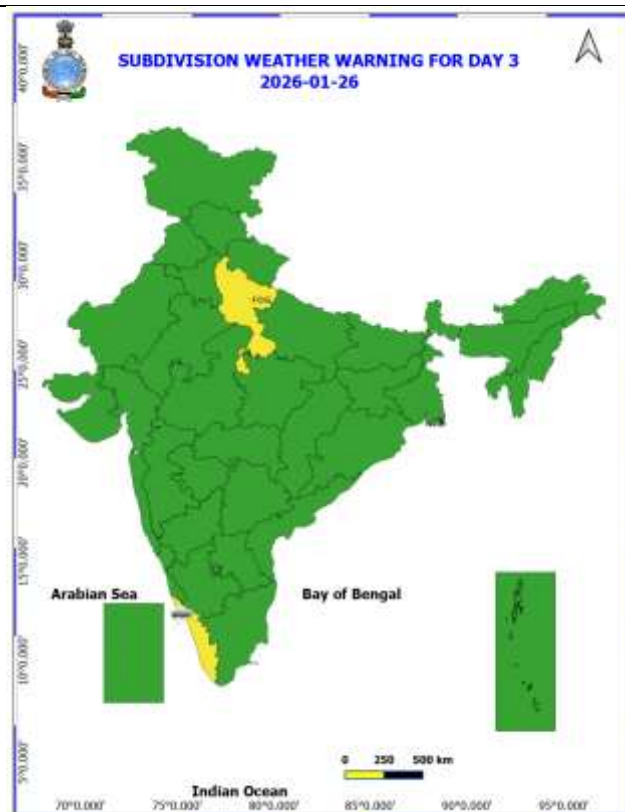 SUBDIVISION WEATHER WARNING FOR DAY 3
2026-01-26
40°0.000'
35°0.000'
30°0.000'
25°0.000'
20°0.000'
15°0.000'
10°0.000'
5°0.000'
FOG
Arabian Sea
Bay of Bengal
0 250 500 km
Indian Ocean
70°0.000' 75°0.000' 80°0.000' 85°0.000' 90°0.000' 95°0.000'